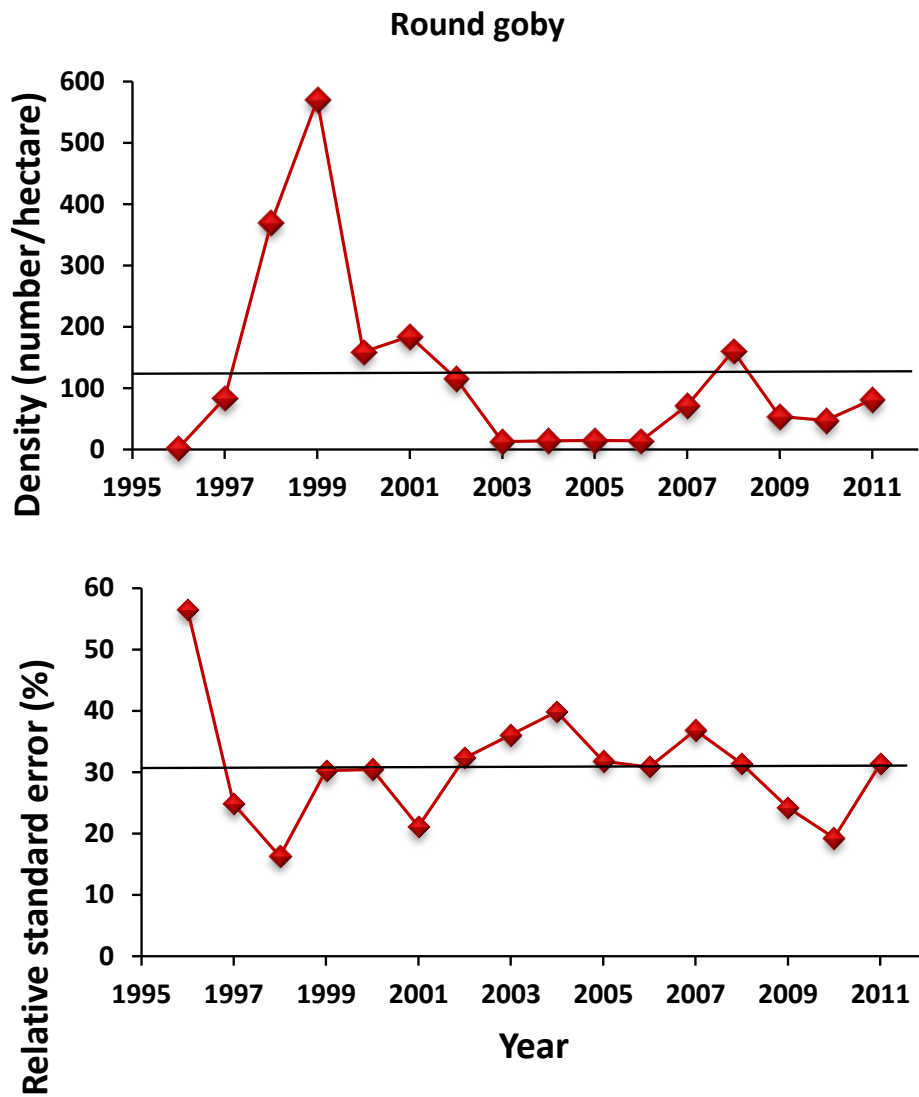 Round goby
Density (number/hectare)
600
500
400
300
200
100
0
1995 1997 1999 2001 2003 2005 2007 2009 2011
Relative standard error (%)
60
50
40
30
20
10
0
1995 1997 1999 2001 2003 2005 2007 2009 2011
Year